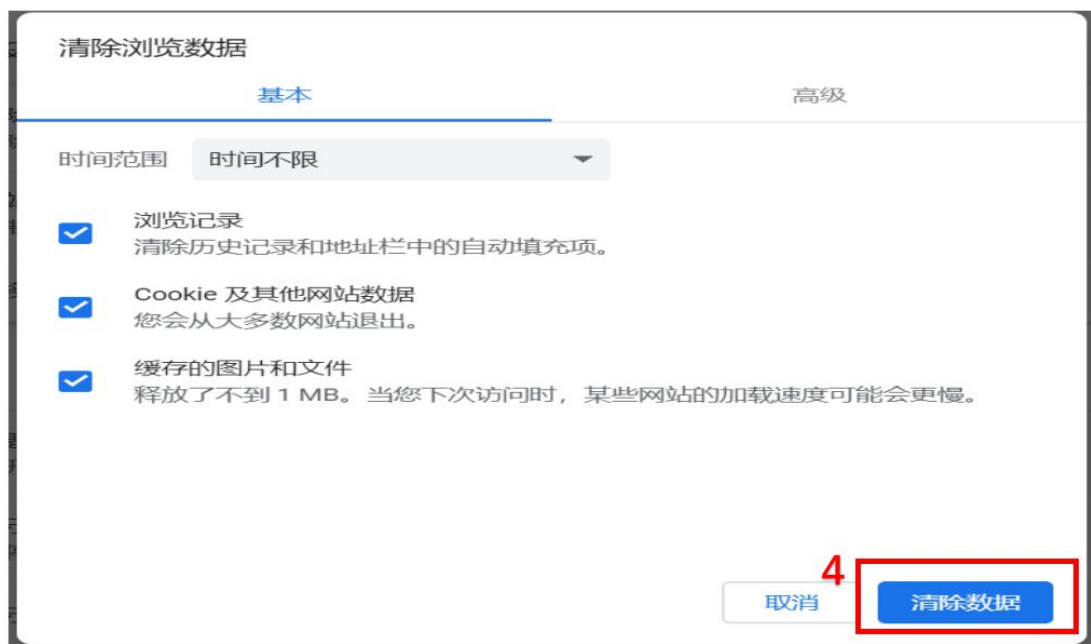 清除浏览数据
基本
高级
时间范围
时间不限
浏览记录
清除历史记录和地址栏中的自动填充项。
Cookie 及其他网站数据
您会从大多数网站退出。
缓存的图片和文件
释放了不到 1 MB。当您下次访问时，某些网站的加载速度可能会更慢。
4
取消
清除数据